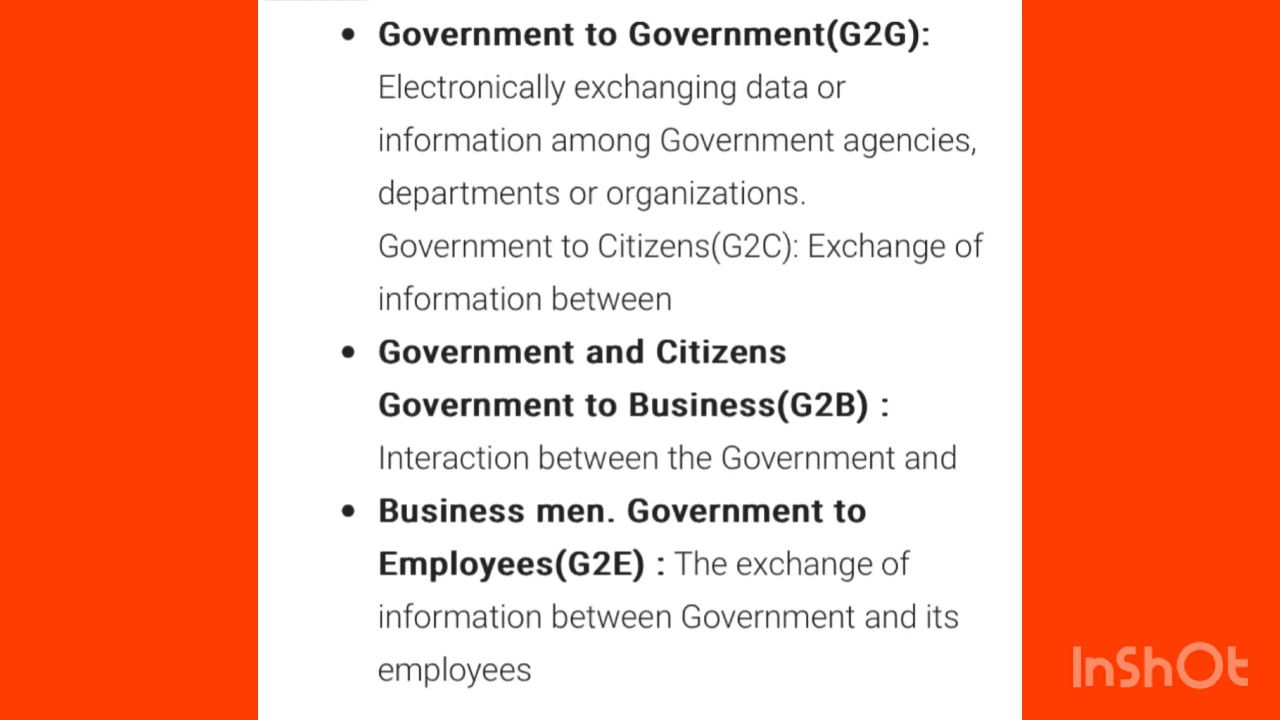 Government to Government(G2G):
Electronically exchanging data or
information among Government agencies,
departments or organizations.
Government to Citizens(G2C): Exchange of
information between
Government and Citizens
Government to Business(G2B) :
Interaction between the Government and
Business men. Government to
Employees(G2E) : The exchange of
information between Government and its
employees
InShOt